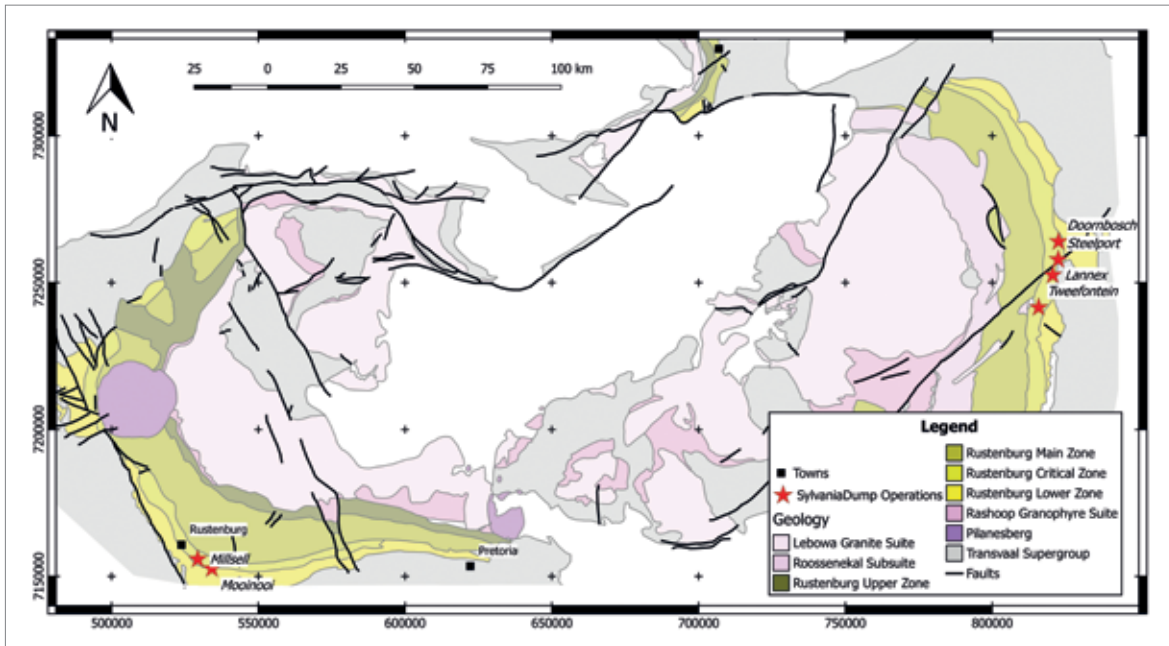 25 0 25 50 75 100 km
N
7300000
7250000
7200000
7150000
Doornbosch
Steelport
Lannex
Tweefontein
Rustenburg
Millsell
Mooinooi
Pretoria
Legend
Towns
SylvaniaDump Operations
Geology
Lebowa Granite Suite
Roossenekal Subsuite
Rustenburg Upper Zone
Rustenburg Main Zone
Rustenburg Critical Zone
Rustenburg Lower Zone
Rashoop Granophyre Suite
Pilanesberg
Transvaal Supergroup
Faults
500000 550000 600000 650000 700000 750000 800000